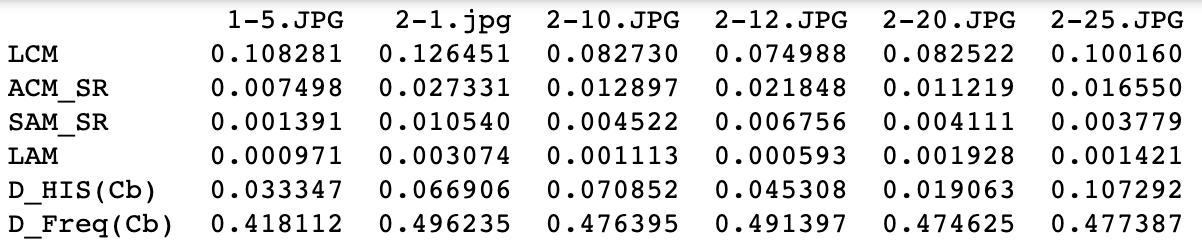 1-5.JPG 2-1.jpg 2-10.JPG 2-12.JPG 2-20.JPG 2-25.JPG
LCM 0.108281 0.126451 0.082730 0.074988 0.082522 0.100160
ACM_SR 0.007498 0.027331 0.012897 0.021848 0.011219 0.016550
SAM_SR 0.001391 0.010540 0.004522 0.006756 0.004111 0.003779
LAM 0.000971 0.003074 0.001113 0.000593 0.001928 0.001421
D_HIS(Cb) 0.033347 0.066906 0.070852 0.045308 0.019063 0.107292
D_Freq(Cb) 0.418112 0.496235 0.476395 0.491397 0.474625 0.477387